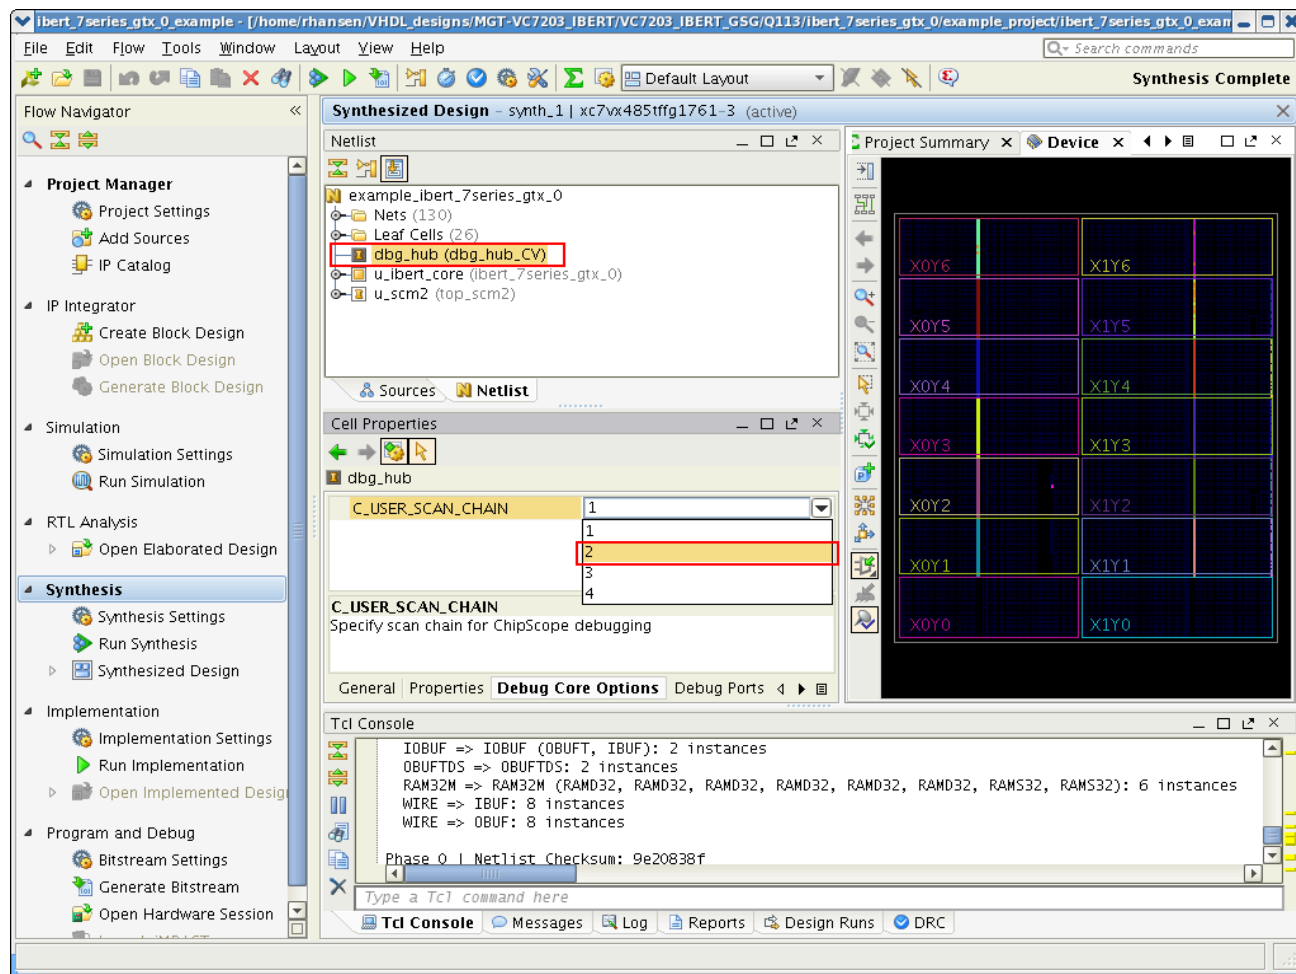 ibert_7series_gtx_0_example - [/home/rhansen/VHDL_designs/MGT-VC7203_IBERT/VC7203_IBERT_GSG/Q113/ibert_7series_gtx_0/example_project/ibert_7series_gtx_0_exam
File Edit Flow Tools Window Layout View Help
Search commands
Default Layout
Synthesis Complete
Flow Navigator
Project Manager
Project Settings
Add Sources
IP Catalog
IP Integrator
Create Block Design
Open Block Design
Generate Block Design
Simulation
Simulation Settings
Run Simulation
RTL Analysis
Open Elaborated Design
Synthesis
Synthesis Settings
Run Synthesis
Synthesized Design
Implementation
Implementation Settings
Run Implementation
Open Implemented Desig
Program and Debug
Bitstream Settings
Generate Bitstream
Open Hardware Session
Synthesized Design - synth_1 | xc7vx485tffg1761-3 (active)
Netlist
example_ibert_7series_gtx_0
Nets (130)
Leaf Cells (26)
dbg_hub (dbg_hub_CV)
u_ibert_core (ibert_7series_gtx_0)
u_scm2 (top_scm2)
Sources Netlist
Cell Properties
dbg_hub
C_USER_SCAN_CHAIN 1
1
2
3
4
C_USER_SCAN_CHAIN
Specify scan chain for ChipScope debugging
General Properties Debug Core Options Debug Ports
Project Summary Device
X0Y6 X1Y6
X0Y5 X1Y5
X0Y4 X1Y4
X0Y3 X1Y3
X0Y2 X1Y2
X0Y1 X1Y1
X0Y0 X1Y0
Tcl Console
IOBUF => IOBUF (OBUFT, IBUF): 2 instances
OBUFTDS => OBUFTDS: 2 instances
RAM32M => RAM32M (RAMD32, RAMD32, RAMD32, RAMD32, RAMD32, RAMD32, RAMS32, RAMS32): 6 instances
WIRE => IBUF: 8 instances
WIRE => OBUF: 8 instances
Phase 0 | Netlist Checksum: 9e20838f
Type a Tcl command here
Tcl Console Messages Log Reports Design Runs DRC